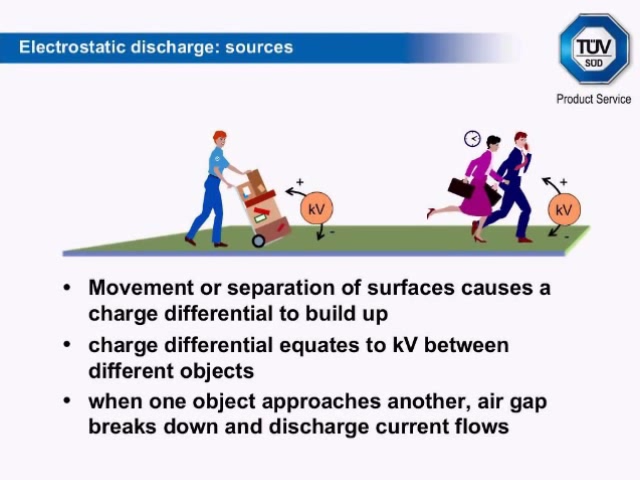 Electrostatic discharge: sources
TÜV
SÜD
Product Service
+
kV
-
+
kV
-
• Movement or separation of surfaces causes a
charge differential to build up
• charge differential equates to kV between
different objects
• when one object approaches another, air gap
breaks down and discharge current flows